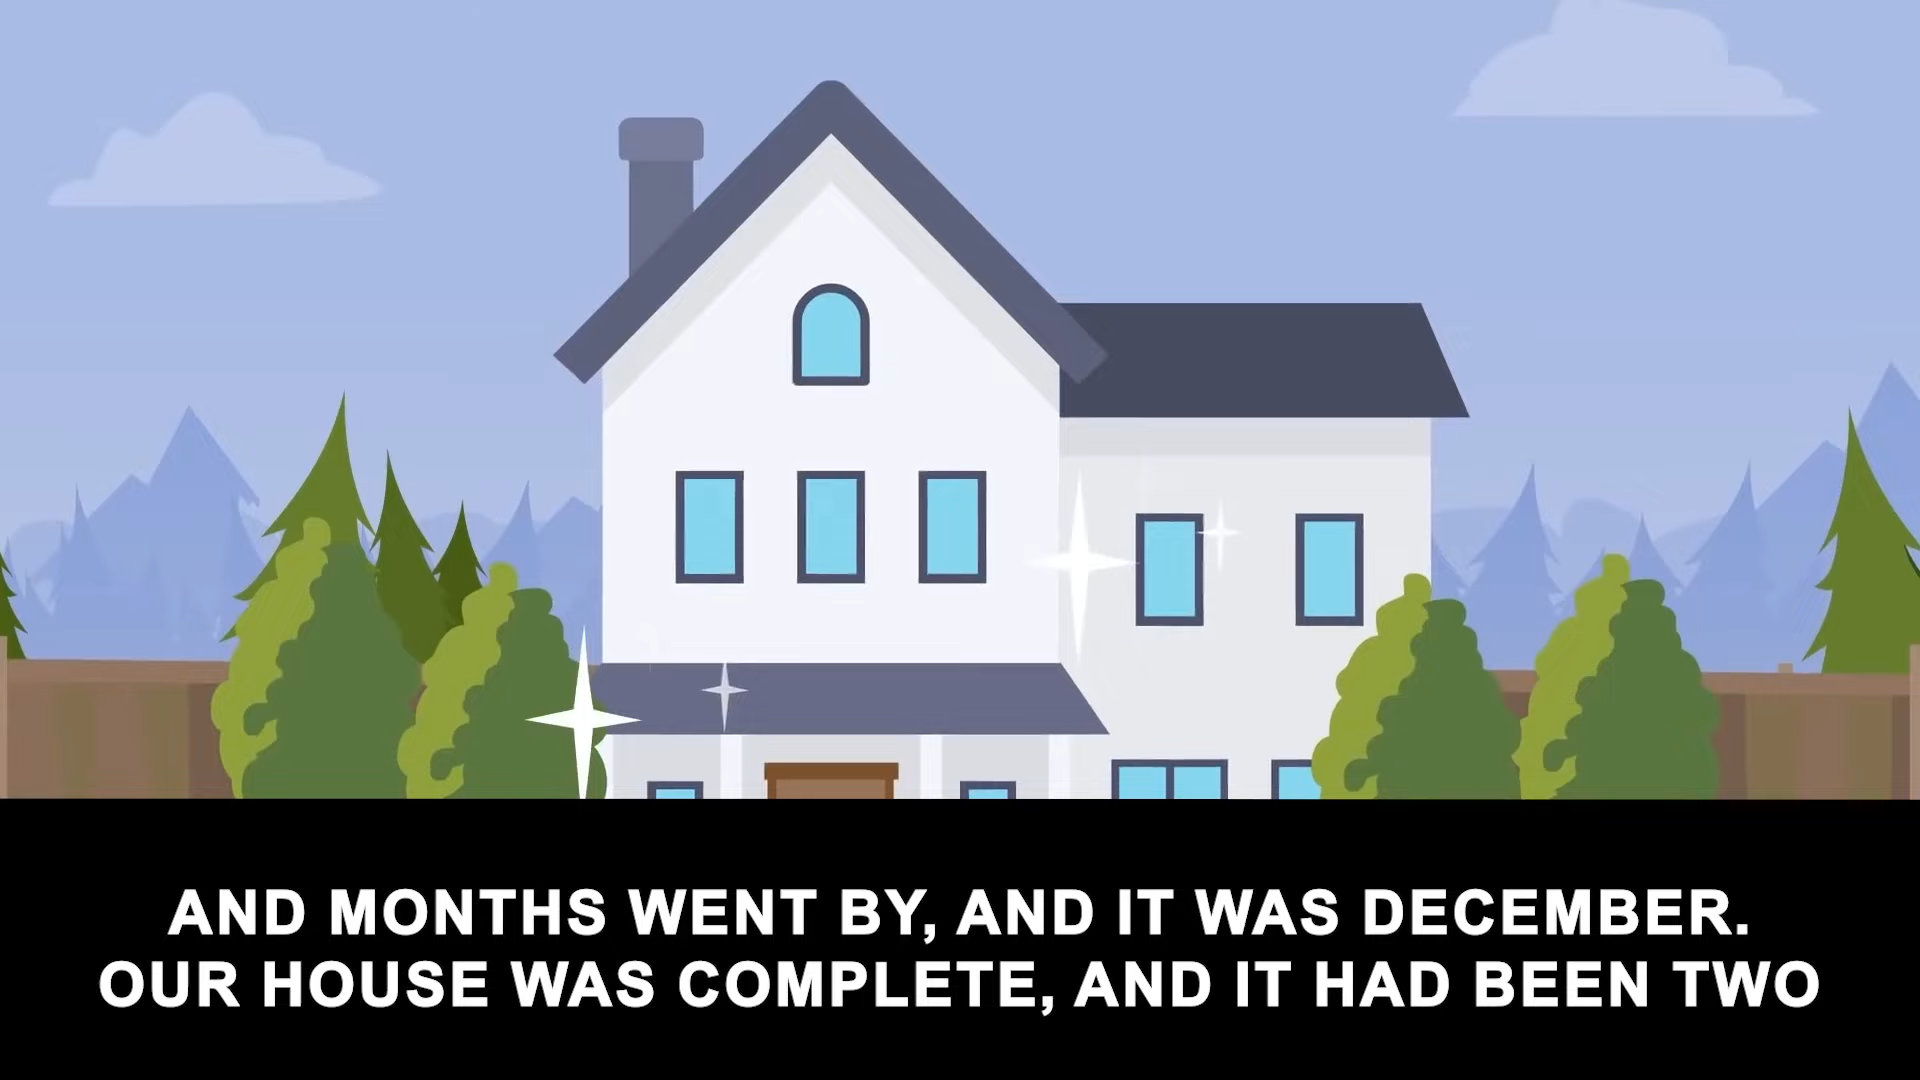 AND MONTHS WENT BY, AND IT WAS DECEMBER.
OUR HOUSE WAS COMPLETE, AND IT HAD BEEN TWO